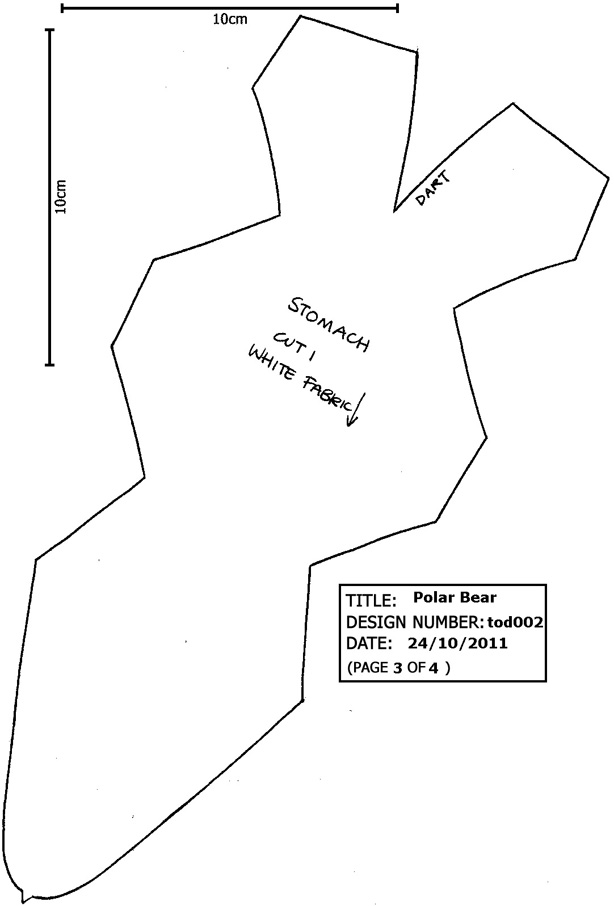 10cm
10cm
DART
STOMACH
CUT 1
WHITE FABRIC
TITLE: Polar Bear
DESIGN NUMBER: tod002
DATE: 24/10/2011
(PAGE 3 OF 4 )